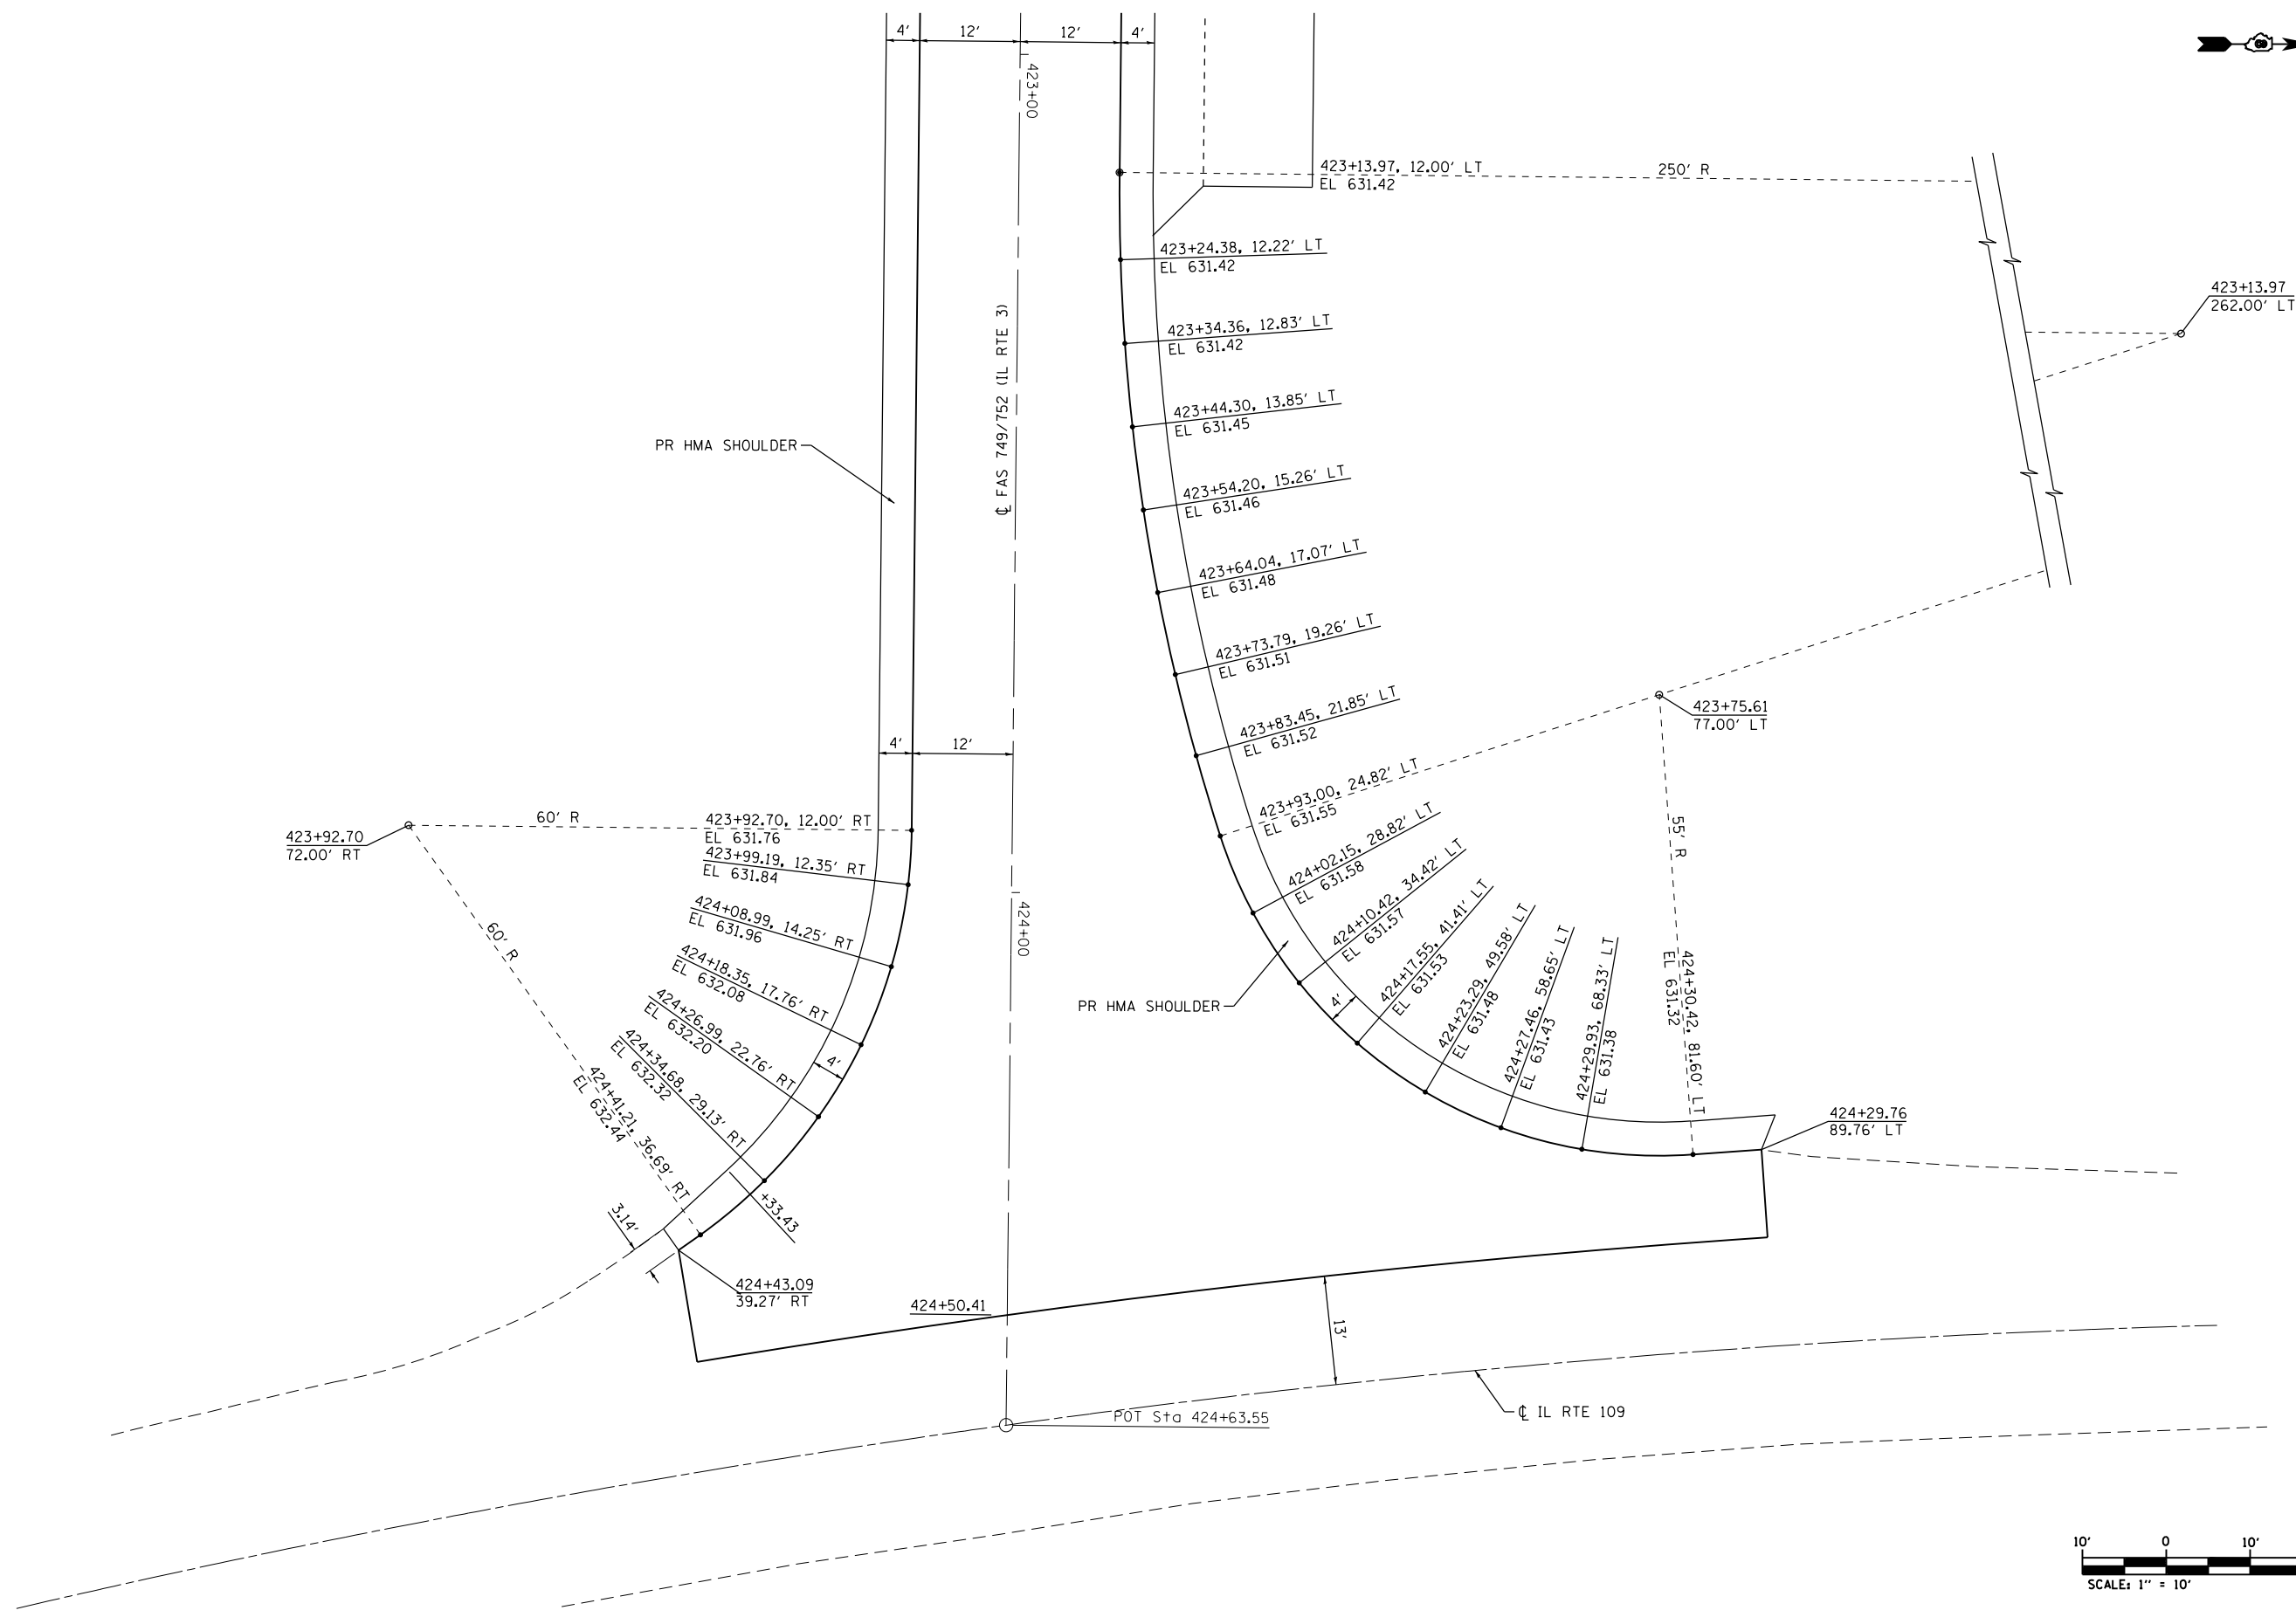 4′
12′
12′
4′
423+00
423+13.97, 12.00′ LT
EL 631.42
250′ R
423+24.38, 12.22′ LT
EL 631.42
423+13.97
262.00′ LT
423+34.36, 12.83′ LT
EL 631.42
℄ FAS 749/752 (IL RTE 3)
423+44.30, 13.85′ LT
EL 631.45
PR HMA SHOULDER
423+54.20, 15.26′ LT
EL 631.46
423+64.04, 17.07′ LT
EL 631.48
423+73.79, 19.26′ LT
EL 631.51
423+75.61
77.00′ LT
423+83.45, 21.85′ LT
EL 631.52
4′
12′
423+93.00, 24.82′ LT
EL 631.55
60′ R
423+92.70, 12.00′ RT
EL 631.76
423+92.70
72.00′ RT
55′ R
423+99.19, 12.35′ RT
EL 631.84
424+02.15, 28.82′ LT
EL 631.58
424+00
424+08.99, 14.25′ RT
EL 631.96
60′ R
424+10.42, 34.42′ LT
EL 631.57
424+17.55, 41.41′ LT
EL 631.53
424+23.29, 49.58′ LT
EL 631.48
424+27.46, 58.65′ LT
EL 631.43
424+29.93, 68.33′ LT
EL 631.38
424+30.42, 81.60′ LT
EL 631.32
424+18.35, 17.76′ RT
EL 632.08
PR HMA SHOULDER
4′
424+26.99, 22.76′ RT
EL 632.20
4′
424+34.68, 29.13′ RT
EL 632.32
424+41.21, 36.69′ RT
EL 632.44
424+29.76
89.76′ LT
+33.43
3.14′
424+43.09
39.27′ RT
424+50.41
13′
POT Sta 424+63.55
℄ IL RTE 109
10′
0
10′
SCALE: 1″ = 10′